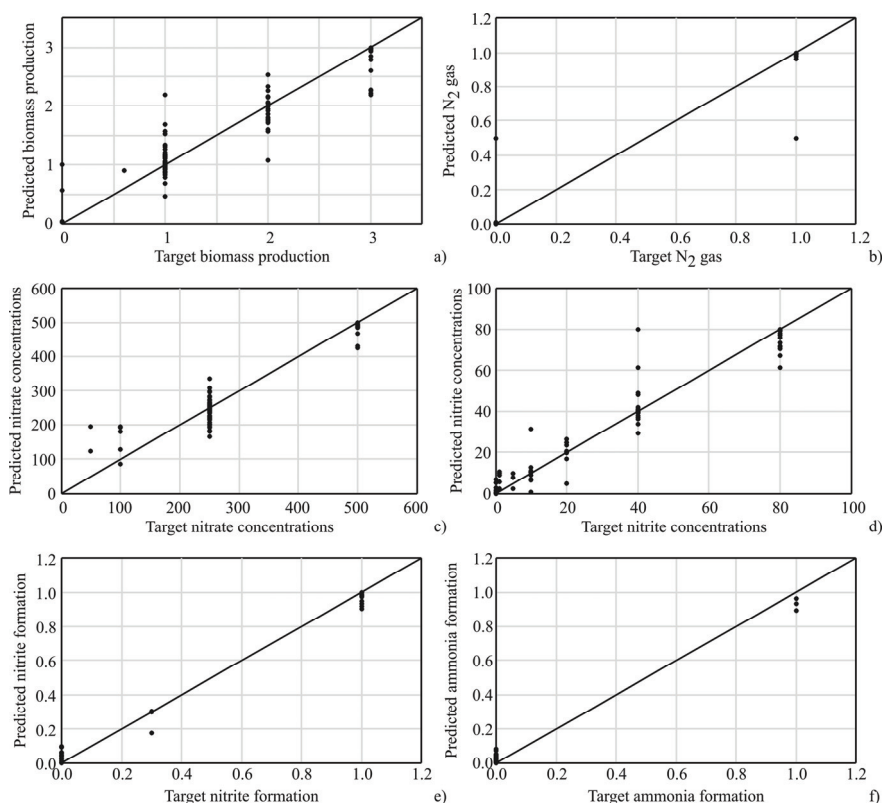 Predicted biomass production
3
2
1
0
0 1 2 3
Target biomass production
a)
Predicted N2 gas
1.2
1.0
0.8
0.6
0.4
0.2
0.0
0.0 0.2 0.4 0.6 0.8 1.0 1.2
Target N2 gas
b)
Predicted nitrate concentrations
600
500
400
300
200
100
0
0 100 200 300 400 500 600
Target nitrate concentrations
c)
Predicted nitrite concentrations
100
80
60
40
20
0
0 20 40 60 80 100
Target nitrite concentrations
d)
Predicted nitrite formation
1.2
1.0
0.8
0.6
0.4
0.2
0.0
0.0 0.2 0.4 0.6 0.8 1.0 1.2
Target nitrite formation
e)
Predicted ammonia formation
1.2
1.0
0.8
0.6
0.4
0.2
0.0
0.0 0.2 0.4 0.6 0.8 1.0 1.2
Target ammonia formation
f)